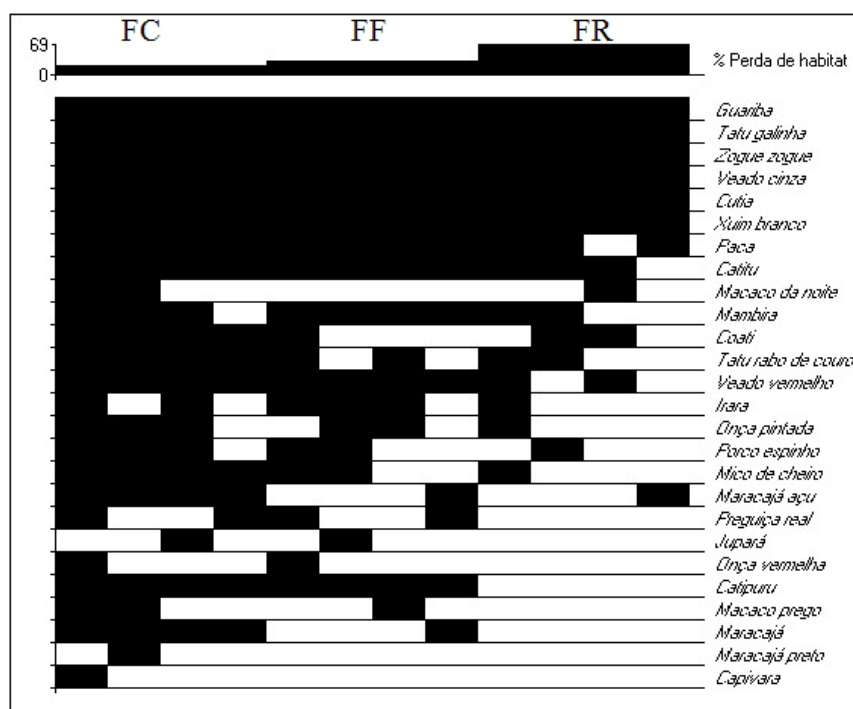 FC FF FR
69
0
% Perda de habitat
Guariba
Tatu galinha
Zogue zogue
Veado cinza
Cutia
Xuim branco
Paca
Catitu
Macaco da noite
Mambira
Coati
Tatu rabo de couro
Veado vermelho
Irara
Onça pintada
Porco espinho
Mico de cheiro
Maracajá açu
Preguiça real
Jupará
Onça vermelha
Catipuru
Macaco prego
Maracajá
Maracajá preto
Capivara